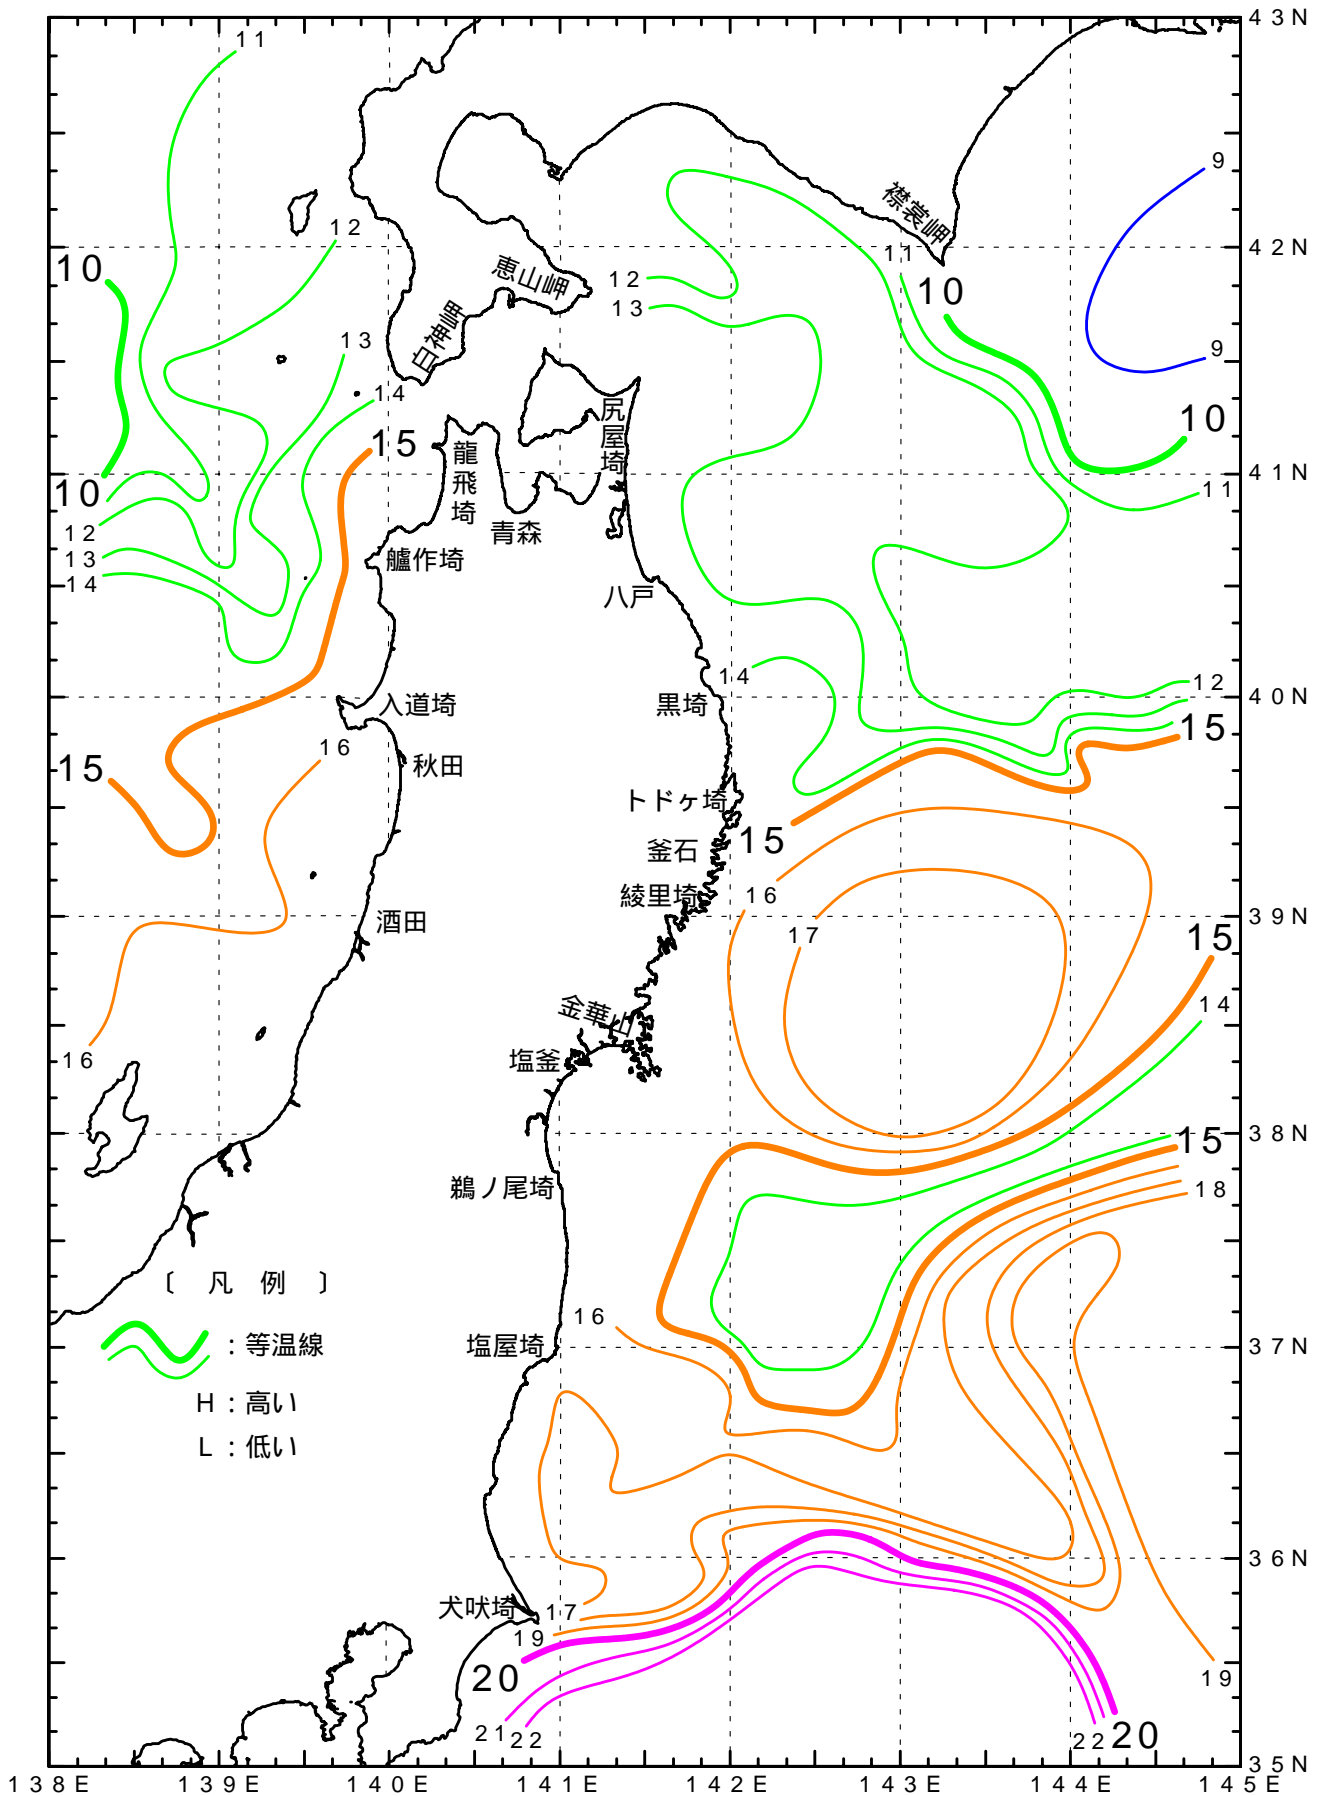 43N
11
9
襟裳岬
12
11
42N
10
恵山岬
12
10
13
白神岬
13
9
14
尻屋埼
10
15
龍飛埼
41N
10
11
12
青森
13
艫作埼
14
八戸
14
12
入道埼
黒埼
40N
15
16
15
秋田
トドヶ埼
15
釜石
綾里埼
16
39N
酒田
17
15
14
金華山
16
塩釜
15
38N
鵜ノ尾埼
18
〔 凡 例 〕
16
:等温線
塩屋埼
37N
H:高い
L:低い
36N
犬吠埼
17
19
20
19
21
22
22
20
35N
138E
139E
140E
141E
142E
143E
144E
145E